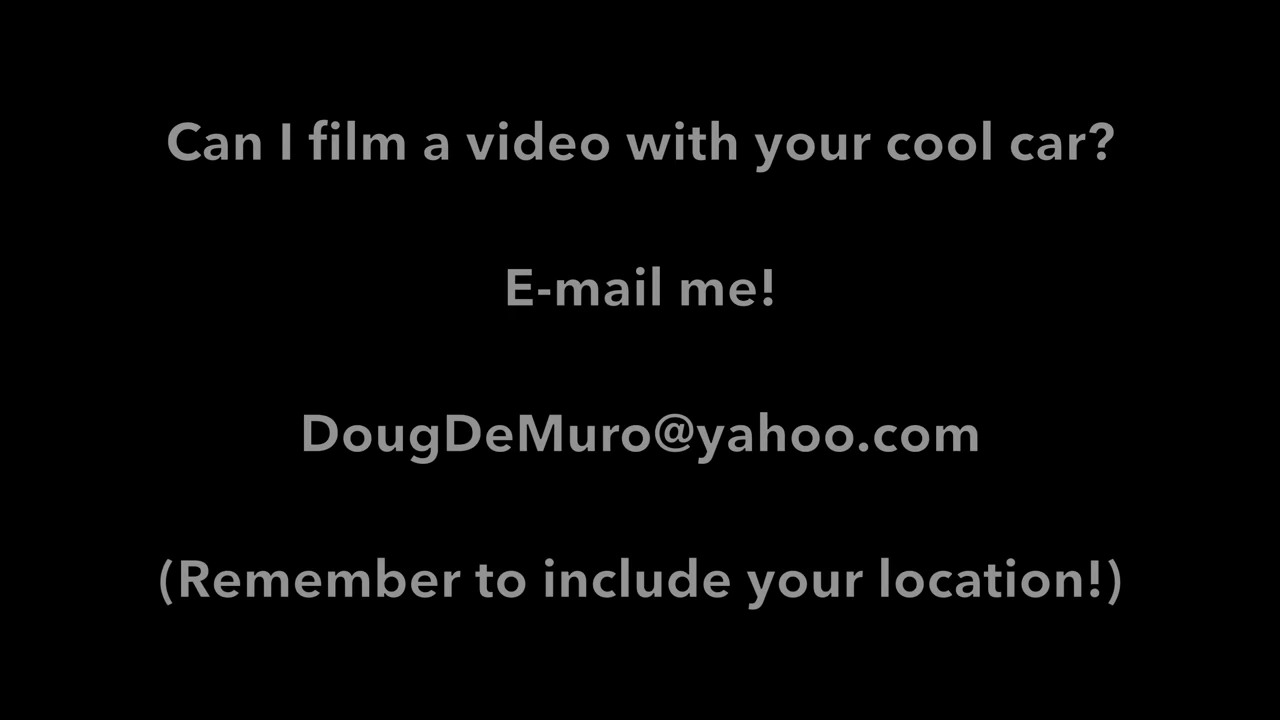 Can I film a video with your cool car?
E-mail me!
DougDeMuro@yahoo.com
(Remember to include your location!)